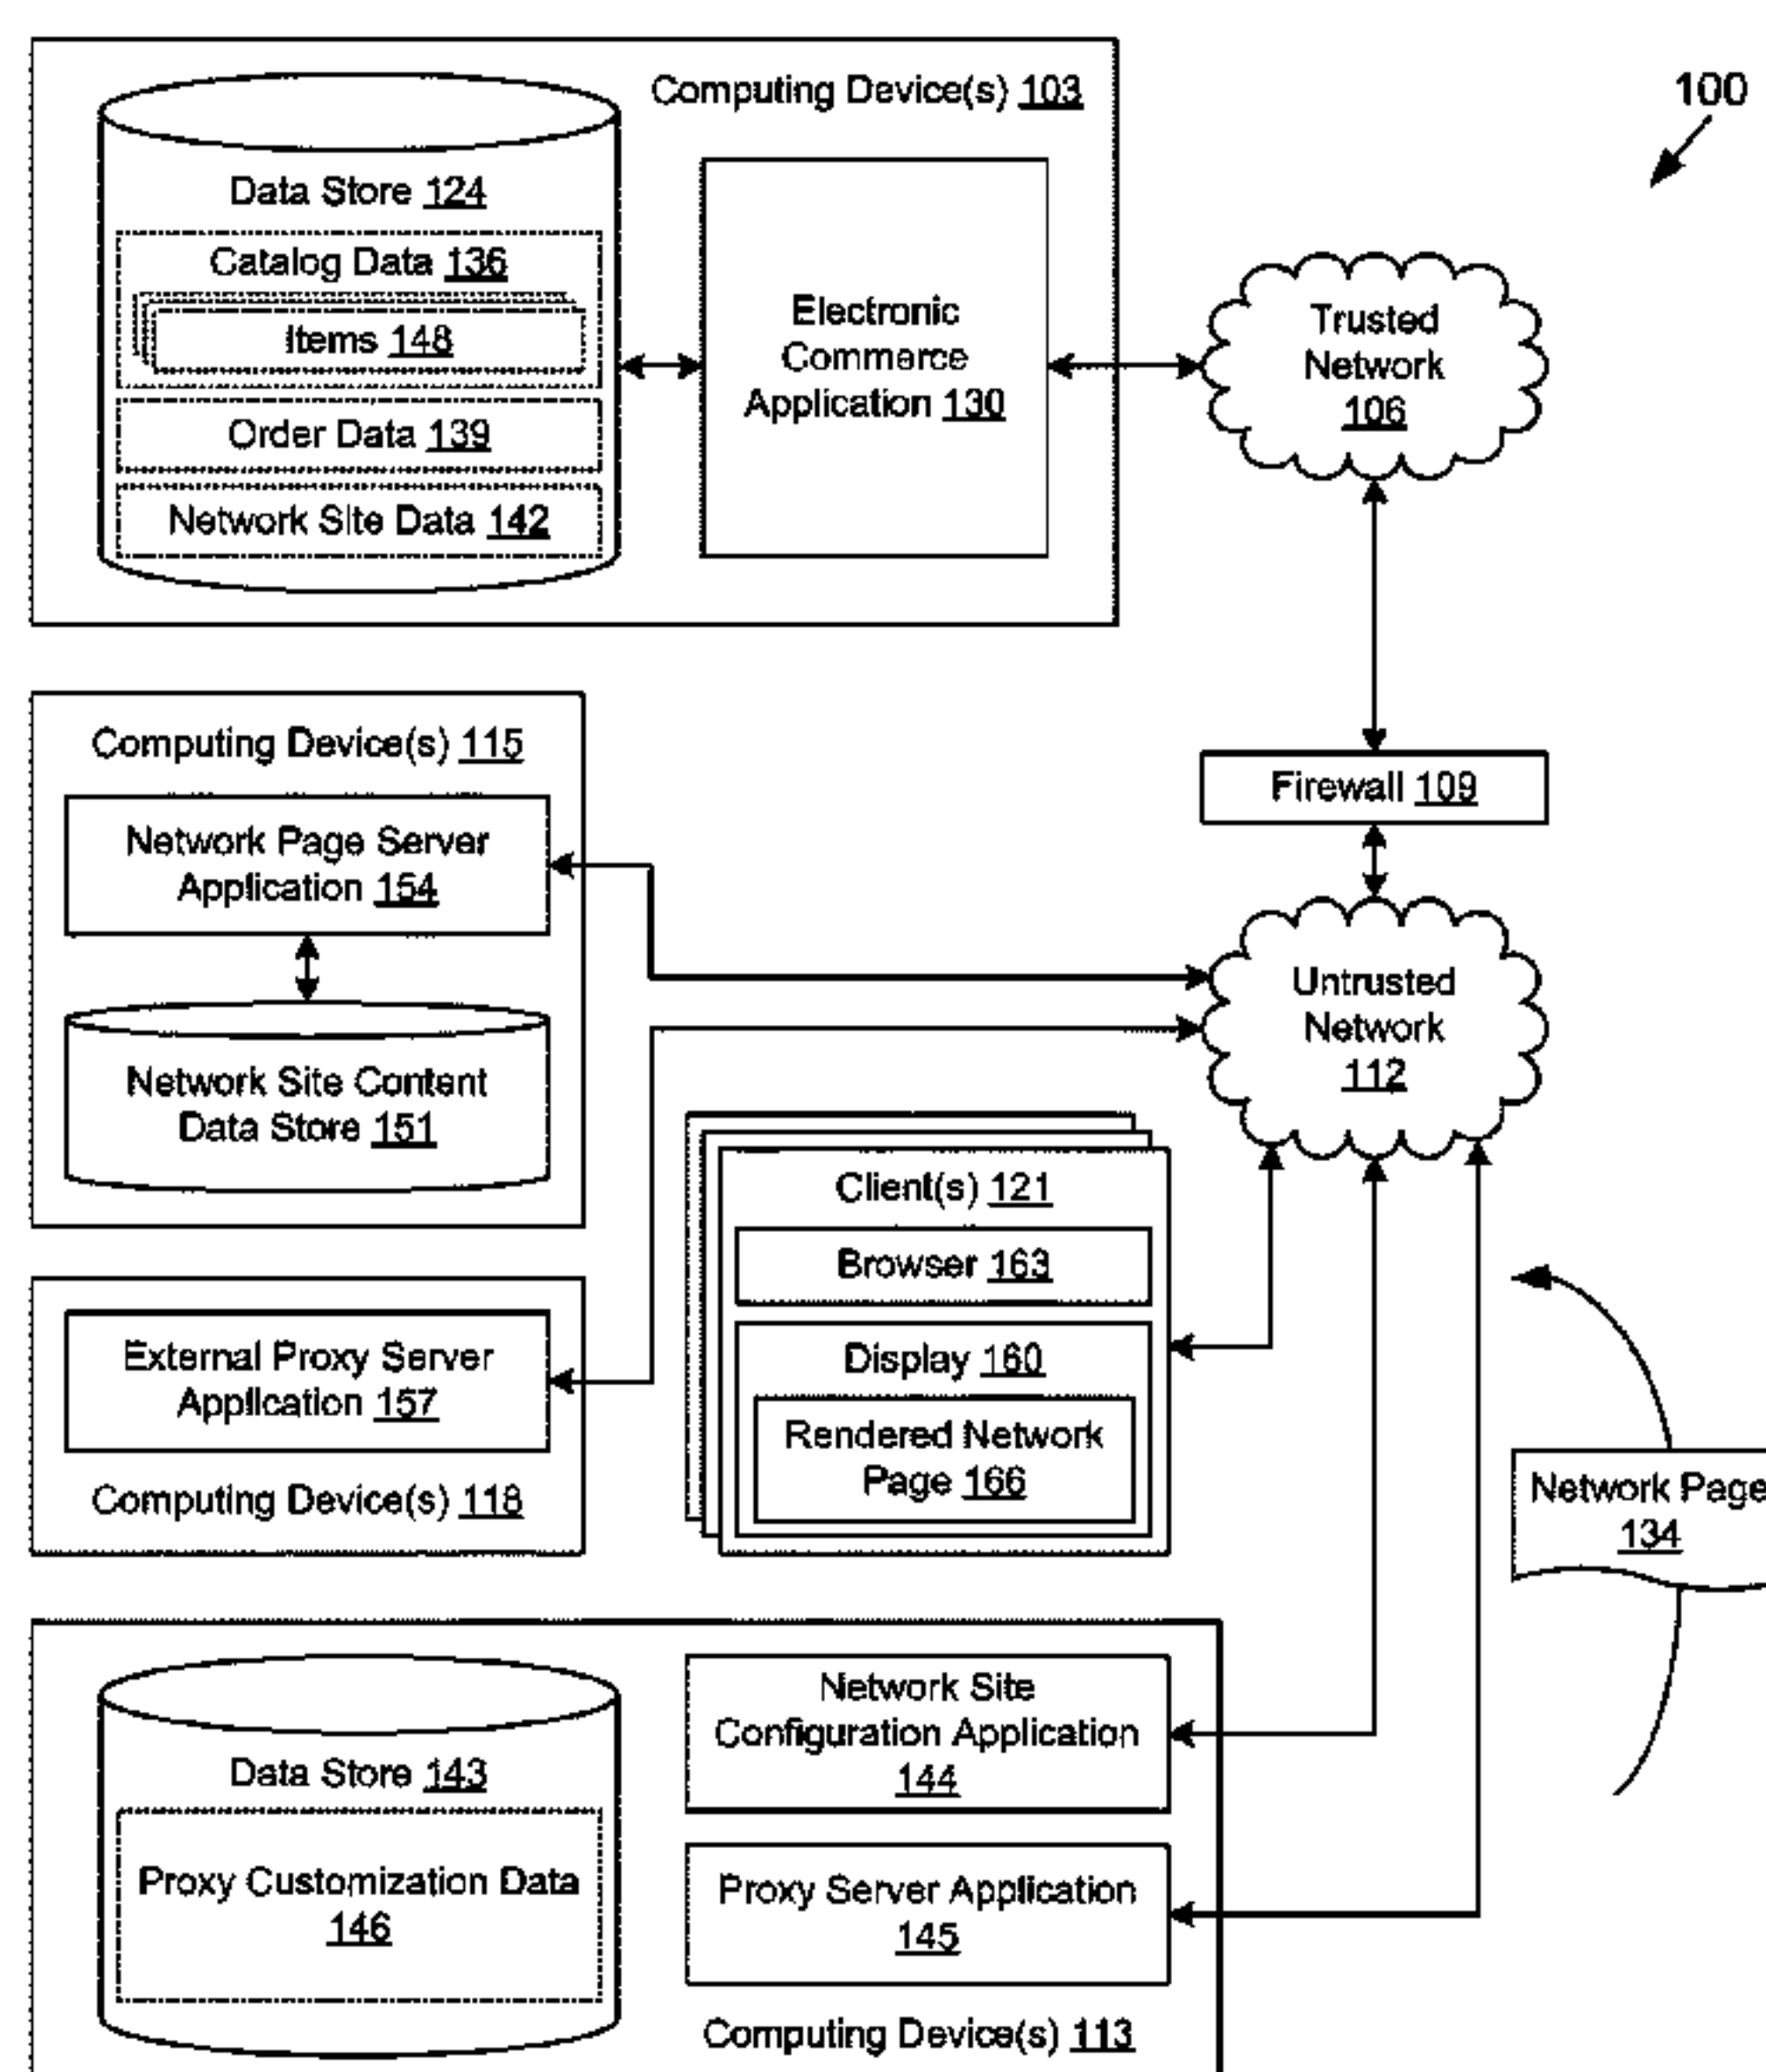 Computing Device(s) 103
100
Data Store 124
Catalog Data 136
Items 148
Order Data 139
Network Site Data 142
Electronic
Commerce
Application 130
Trusted
Network
106
Computing Device(s) 115
Network Page Server
Application 154
Network Site Content
Data Store 151
Firewall 109
Untrusted
Network
112
Client(s) 121
Browser 163
Display 160
Rendered Network
Page 166
External Proxy Server
Application 157
Computing Device(s) 118
Network Page
134
Data Store 143
Proxy Customization Data
146
Network Site
Configuration Application
144
Proxy Server Application
145
Computing Device(s) 113